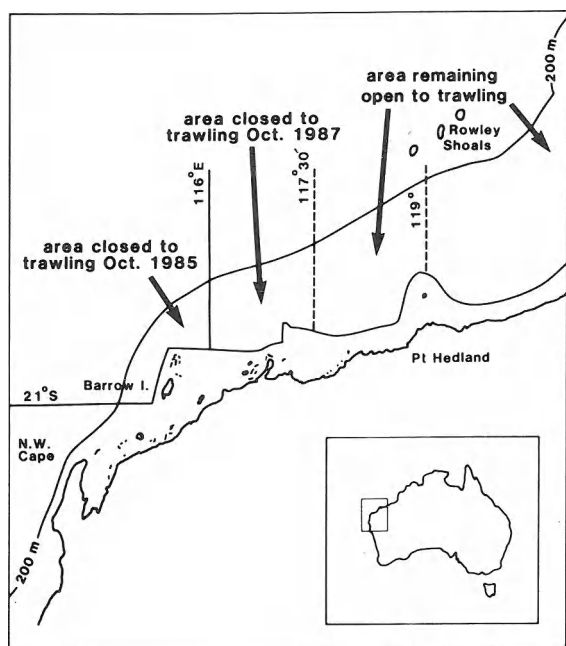 area remaining
open to trawling
200 m
Rowley
Shoals
area closed to
trawling Oct. 1987
116°E
117°30′
119°
area closed to
trawling Oct. 1985
Pt Hedland
Barrow I.
21°S
N.W.
Cape
200 m